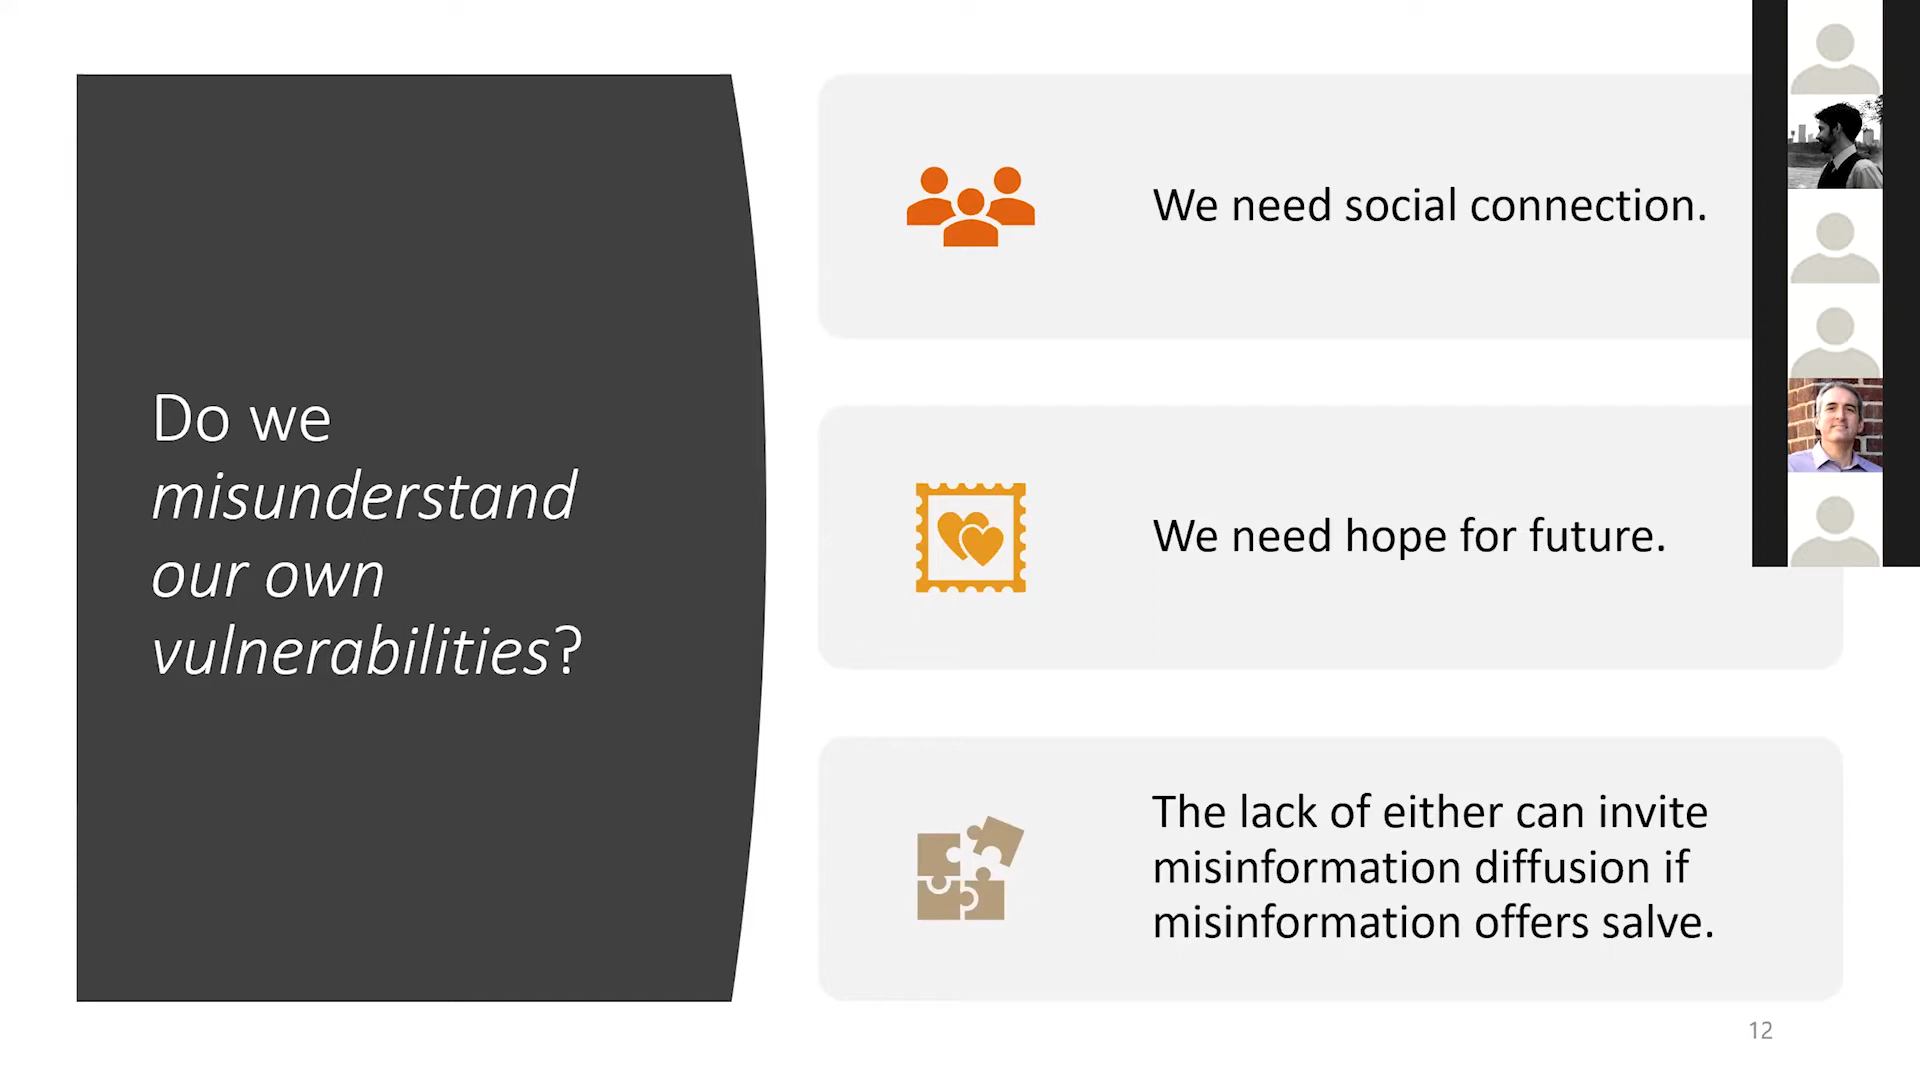 Do we
misunderstand
our own
vulnerabilities?
We need social connection.
We need hope for future.
The lack of either can invite
misinformation diffusion if
misinformation offers salve.
12